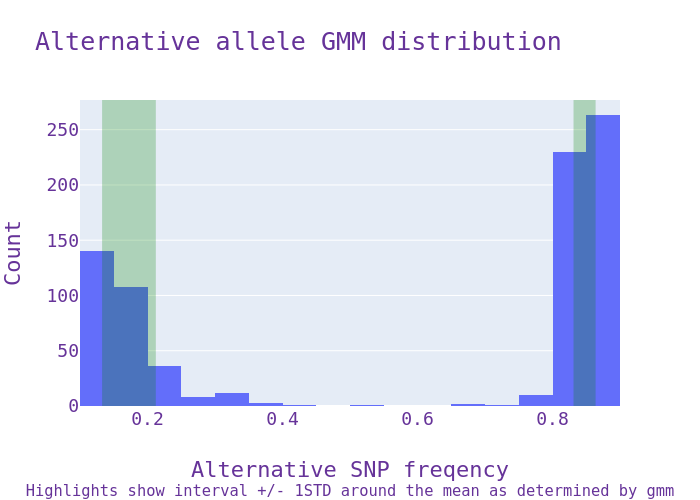 Alternative allele GMM distribution
250
200
150
100
50
0
Count
0.2 0.4 0.6 0.8
Alternative SNP freqency
Highlights show interval +/- 1STD around the mean as determined by gmm